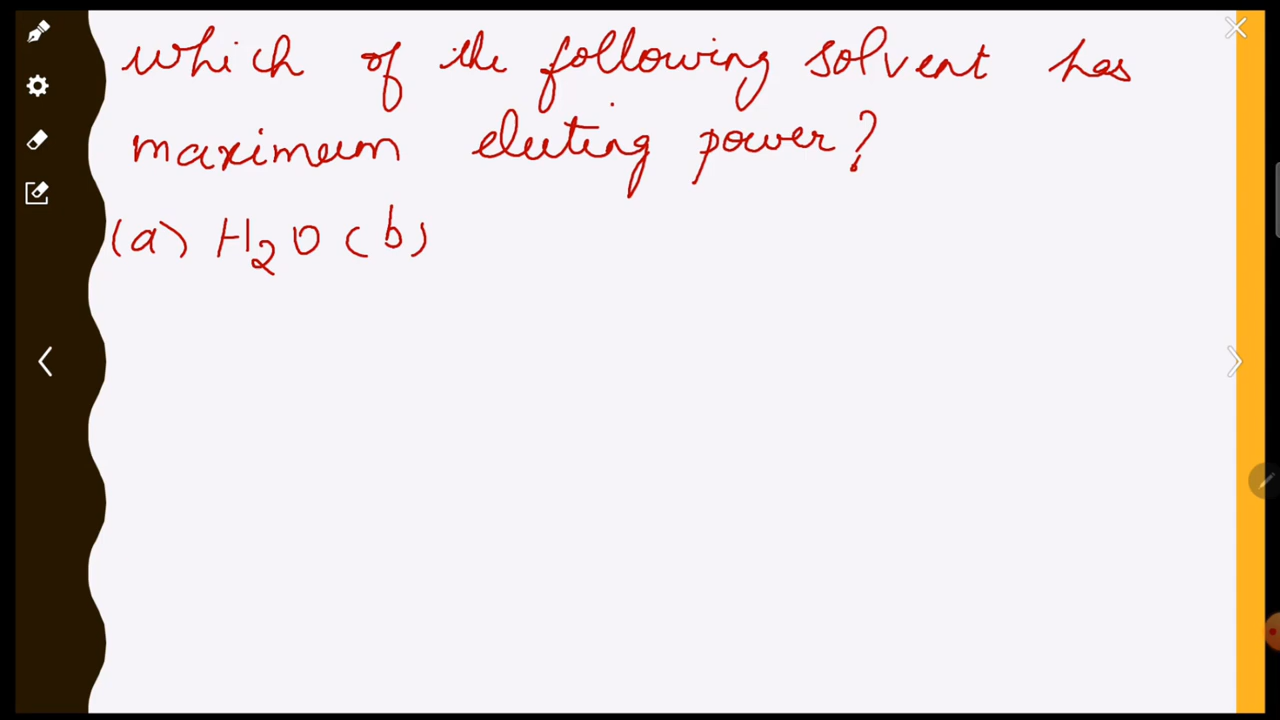 which of the following solvent has
maximum eluting power?
(a) H₂O (b)